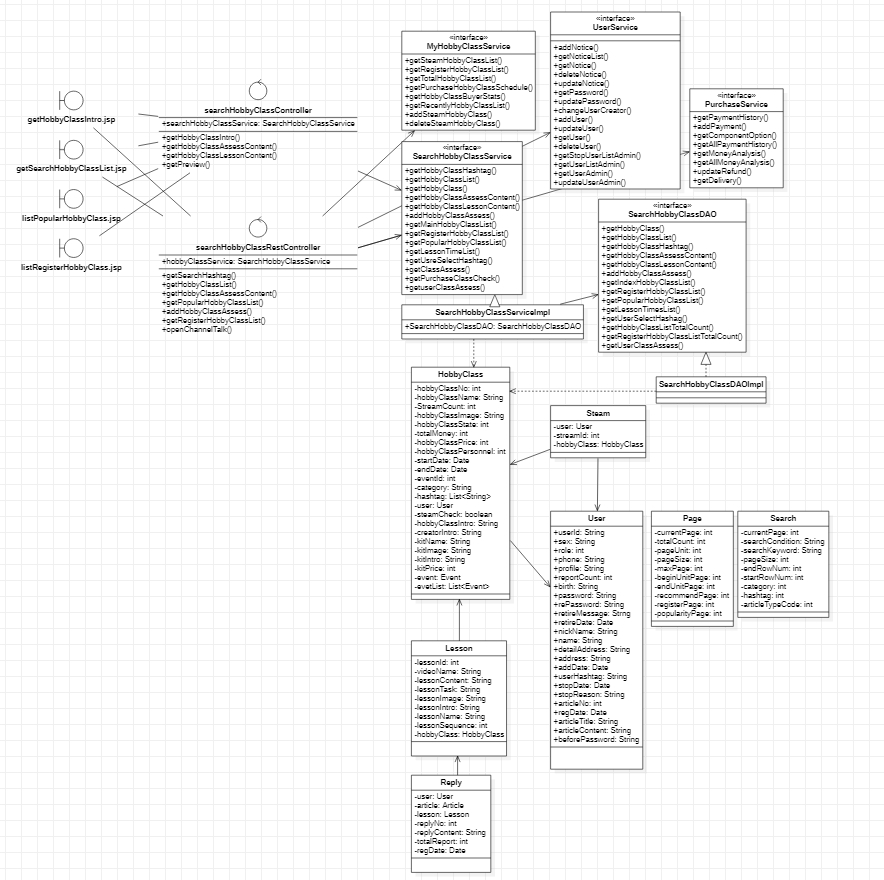 getHobbyClassIntro.jsp
getSearchHobbyClassList.jsp
listPopularHobbyClass.jsp
listRegisterHobbyClass.jsp
searchHobbyClassController
+searchHobbyClassService: SearchHobbyClassService
+getHobbyClassIntro()
+getHobbyClassAssessContent()
+getHobbyClassLessonContent()
+getPreview()
searchHobbyClassRestController
+hobbyClassService: SearchHobbyClassService
+getSearchHashtag()
+getHobbyClassList()
+getHobbyClassAssessContent()
+getPopularHobbyClassList()
+addHobbyClassAssess()
+getRegisterHobbyClassList()
+openChannelTalk()
«interface»
MyHobbyClassService
+getSteamHobbyClassList()
+getRegisterHobbyClassList()
+getTotalHobbyClassList()
+getPurchaseHobbyClassSchedule()
+getHobbyClassBuyerStats()
+getRecentlyHobbyClassList()
+addSteamHobbyClass()
+deleteSteamHobbyClass()
«interface»
SearchHobbyClassService
+getHobbyClassHashtag()
+getHobbyClassList()
+getHobbyClass()
+getHobbyClassAssessContent()
+getHobbyClassLessonContent()
+addHobbyClassAssess()
+getMainHobbyClassList()
+getRegisterHobbyClassList()
+getPopularHobbyClassList()
+getLessonTimeList()
+getUsreSelectHashtag()
+getClassAssess()
+getPurchaseClassCheck()
+getuserClassAssess()
«interface»
UserService
+addNotice()
+getNoticeList()
+getNotice()
+deleteNotice()
+updateNotice()
+getPassword()
+updatePassword()
+changeUserCreator()
+addUser()
+updateUser()
+getUser()
+deleteUser()
+getStopUserListAdmin()
+getUserListAdmin()
+getUserAdmin()
+updateUserAdmin()
«interface»
PurchaseService
+getPaymentHistory()
+addPayment()
+getComponentOption()
+getAllPaymentHistory()
+getMoneyAnalysis()
+getAllMoneyAnalysis()
+updateRefund()
+getDelivery()
«interface»
SearchHobbyClassDAO
+getHobbyClass()
+getHobbyClassList()
+getHobbyClassHashtag()
+getHobbyClassAssessContent()
+getHobbyClassLessonContent()
+addHobbyClassAssess()
+getIndexHobbyClassList()
+getRegisterHobbyClassList()
+getPopularHobbyClassList()
+getLessonTimesList()
+getUserSelectHashag()
+getHobbyClassListTotalCount()
+getRegisterHobbyClassListTotalCount()
+getUserClassAssess()
SearchHobbyClassServiceImpl
+SearchHobbyClassDAO: SearchHobbyClassDAO
SearchHobbyClassDAOImpl
HobbyClass
-hobbyClassNo: int
-hobbyClassName: String
-StreamCount: int
-hobbyClassImage: String
-hobbyClassState: int
-totalMoney: int
-hobbyClassPrice: int
-hobbyClassPersonnel: int
-startDate: Date
-endDate: Date
-eventId: int
-category: String
-hashtag: List<String>
-user: User
-steamCheck: boolean
-hobbyClassIntro: String
-creatorIntro: String
-kitName: String
-kitImage: String
-kitIntro: String
-kitPrice: int
-event: Event
-evetList: List<Event>
Steam
-user: User
-streamId: int
-hobbyClass: HobbyClass
User
+userId: String
+sex: String
+role: int
+phone: String
+profile: String
+reportCount: int
+birth: String
+password: String
+rePassword: String
+retireMessage: Strng
+retireDate: Date
+nickName: String
+name: String
+detailAddress: String
+address: String
+addDate: Date
+userHashtag: String
+stopDate: Date
+stopReason: String
+articleNo: int
+regDate: Date
+articleTitle: String
+articleContent: String
+beforePassword: String
Page
-currentPage: int
-totalCount: int
-pageUnit: int
-pageSize: int
-maxPage: int
-beginUnitPage: int
-endUnitPage: int
-recommendPage: int
-registerPage: int
-popularityPage: int
Search
-currentPage: int
-searchCondition: String
-searchKeyword: String
-pageSize: int
-endRowNum: int
-startRowNum: int
-category: int
-hashtag: int
-articleTypeCode: int
Lesson
-lessonId: int
-videoName: String
-lessonContent: String
-lessonTask: String
-lessonImage: String
-lessonIntro: String
-lessonName: String
-lessonSequence: int
-hobbyClass: HobbyClass
Reply
-user: User
-article: Article
-lesson: Lesson
-replyNo: int
-replyContent: String
-totalReport: int
-regDate: Date